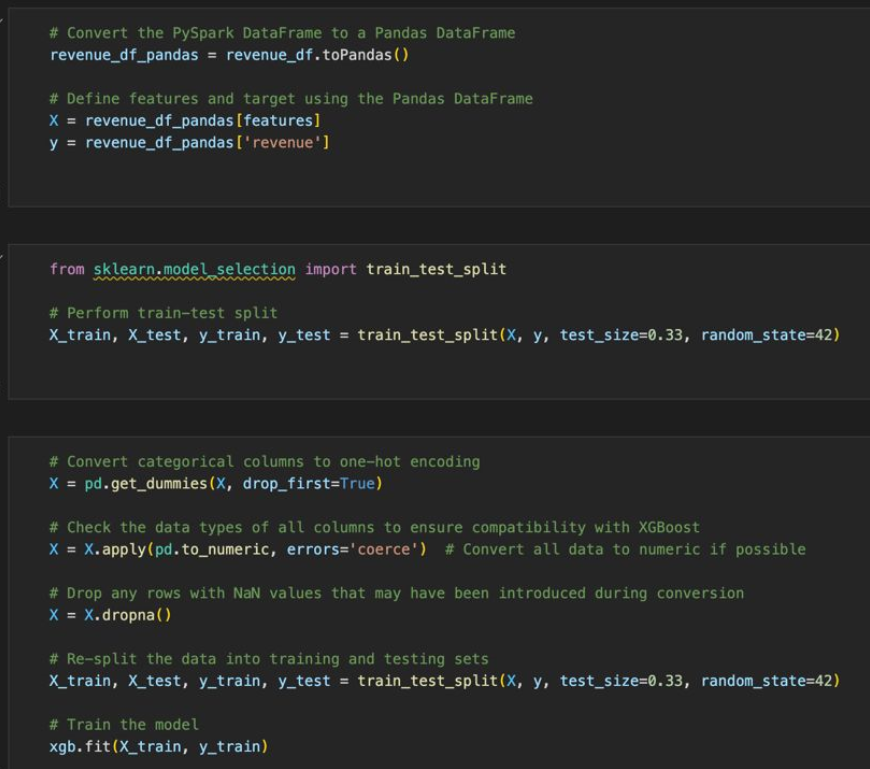 # Convert the PySpark DataFrame to a Pandas DataFrame
revenue_df_pandas = revenue_df.toPandas()
# Define features and target using the Pandas DataFrame
X = revenue_df_pandas[features]
y = revenue_df_pandas['revenue']
from sklearn.model_selection import train_test_split
# Perform train-test split
X_train, X_test, y_train, y_test = train_test_split(X, y, test_size=0.33, random_state=42)
# Convert categorical columns to one-hot encoding
X = pd.get_dummies(X, drop_first=True)
# Check the data types of all columns to ensure compatibility with XGBoost
X = X.apply(pd.to_numeric, errors='coerce')  # Convert all data to numeric if possible
# Drop any rows with NaN values that may have been introduced during conversion
X = X.dropna()
# Re-split the data into training and testing sets
X_train, X_test, y_train, y_test = train_test_split(X, y, test_size=0.33, random_state=42)
# Train the model
xgb.fit(X_train, y_train)